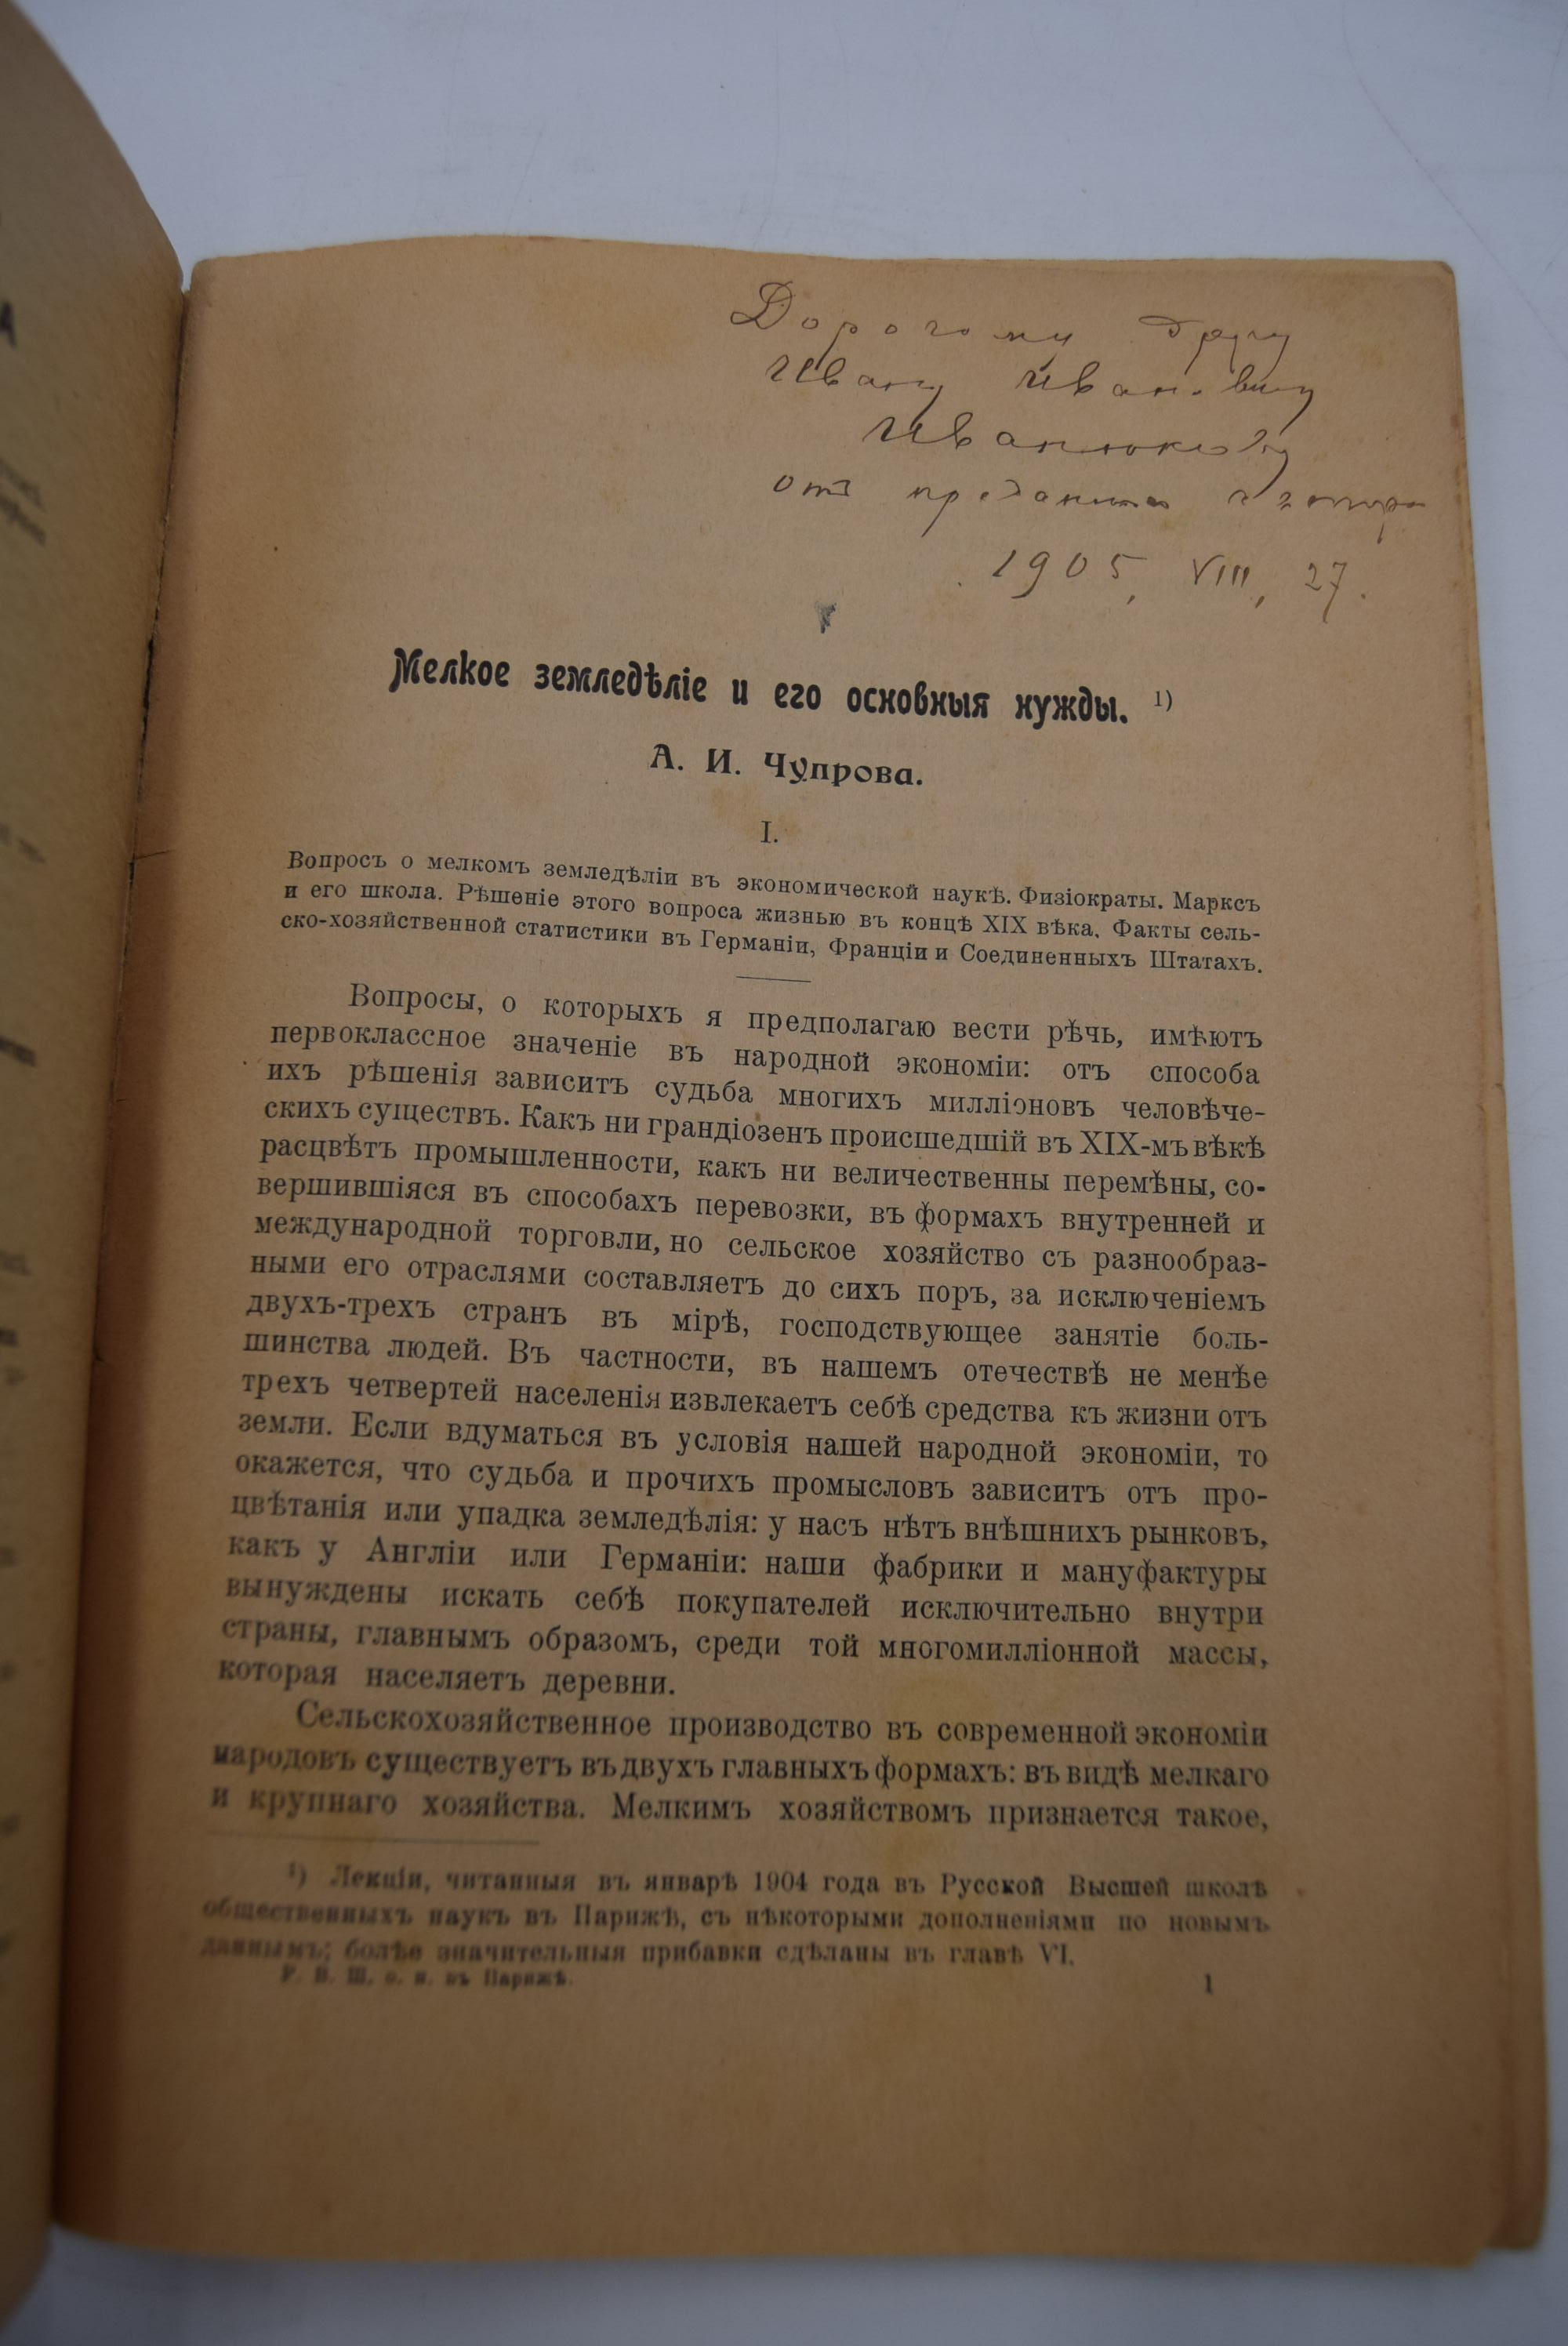 Дорогому другу
Ивану Ивановичу
Иванюкову
отъ преданнаго автора
1905, VIII, 27.
Мелкое земледѣліе и его основныя нужды. 1)
А. И. Чупрова.
I.
Вопросъ о мелкомъ земледѣліи въ экономической наукѣ. Физіократы. Марксъ
и его школа. Рѣшеніе этого вопроса жизнью въ концѣ XIX вѣка. Факты сель-
ско-хозяйственной статистики въ Германіи, Франціи и Соединенныхъ Штатахъ.
Вопросы, о которыхъ я предполагаю вести рѣчь, имѣютъ
первоклассное значеніе въ народной экономіи: отъ способа
ихъ рѣшенія зависитъ судьба многихъ милліоновъ человѣче-
скихъ существъ. Какъ ни грандіозенъ происшедшій въ XIX-мъ вѣкѣ
расцвѣтъ промышленности, какъ ни величественны перемѣны, со-
вершившіяся въ способахъ перевозки, въ формахъ внутренней и
международной торговли, но сельское хозяйство съ разнообраз-
ными его отраслями составляетъ до сихъ поръ, за исключеніемъ
двухъ-трехъ странъ въ мірѣ, господствующее занятіе боль-
шинства людей. Въ частности, въ нашемъ отечествѣ не менѣе
трехъ четвертей населенія извлекаетъ себѣ средства къ жизни отъ
земли. Если вдуматься въ условія нашей народной экономіи, то
окажется, что судьба и прочихъ промысловъ зависитъ отъ про-
цвѣтанія или упадка земледѣлія: у насъ нѣтъ внѣшнихъ рынковъ,
какъ у Англіи или Германіи: наши фабрики и мануфактуры
вынуждены искать себѣ покупателей исключительно внутри
страны, главнымъ образомъ, среди той многомилліонной массы,
которая населяетъ деревни.
Сельскохозяйственное производство въ современной экономіи
народовъ существуетъ въ двухъ главныхъ формахъ: въ видѣ мелкаго
и крупнаго хозяйства. Мелкимъ хозяйствомъ признается такое,
1) Лекціи, читанныя въ январѣ 1904 года въ Русской Высшей школѣ
общественныхъ наукъ въ Парижѣ, съ нѣкоторыми дополненіями по новымъ
даннымъ; болѣе значительныя прибавки сдѣланы въ главѣ VI.
Р. В. Ш. о. н. въ Парижѣ. 1